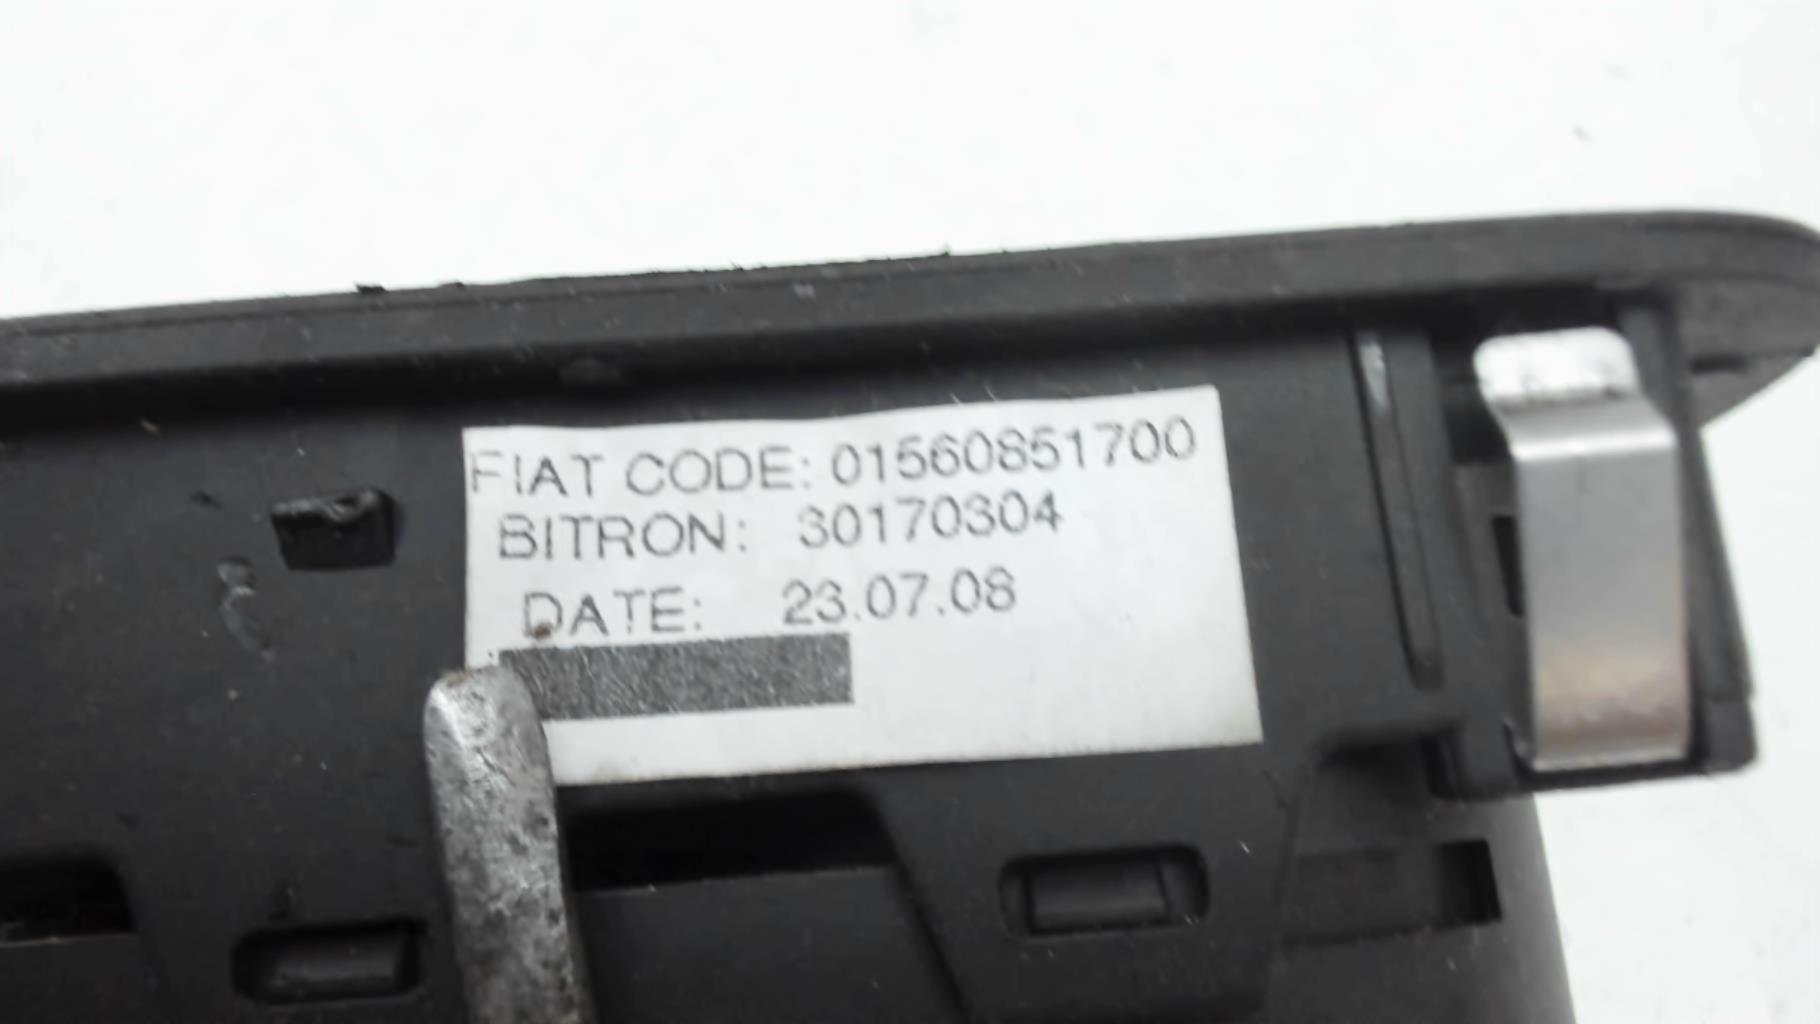 FIAT CODE: 01560851700
BITRON: 30170304
DATE: 23.07.08